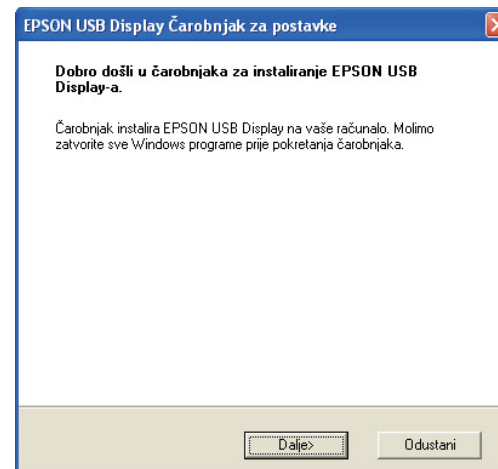 EPSON USB Display Čarobnjak za postavke
Dobro došli u čarobnjaka za instaliranje EPSON USB
Display-a.
Čarobnjak instalira EPSON USB Display na vaše računalo. Molimo
zatvorite sve Windows programe prije pokretanja čarobnjaka.
Dalje>
Odustani